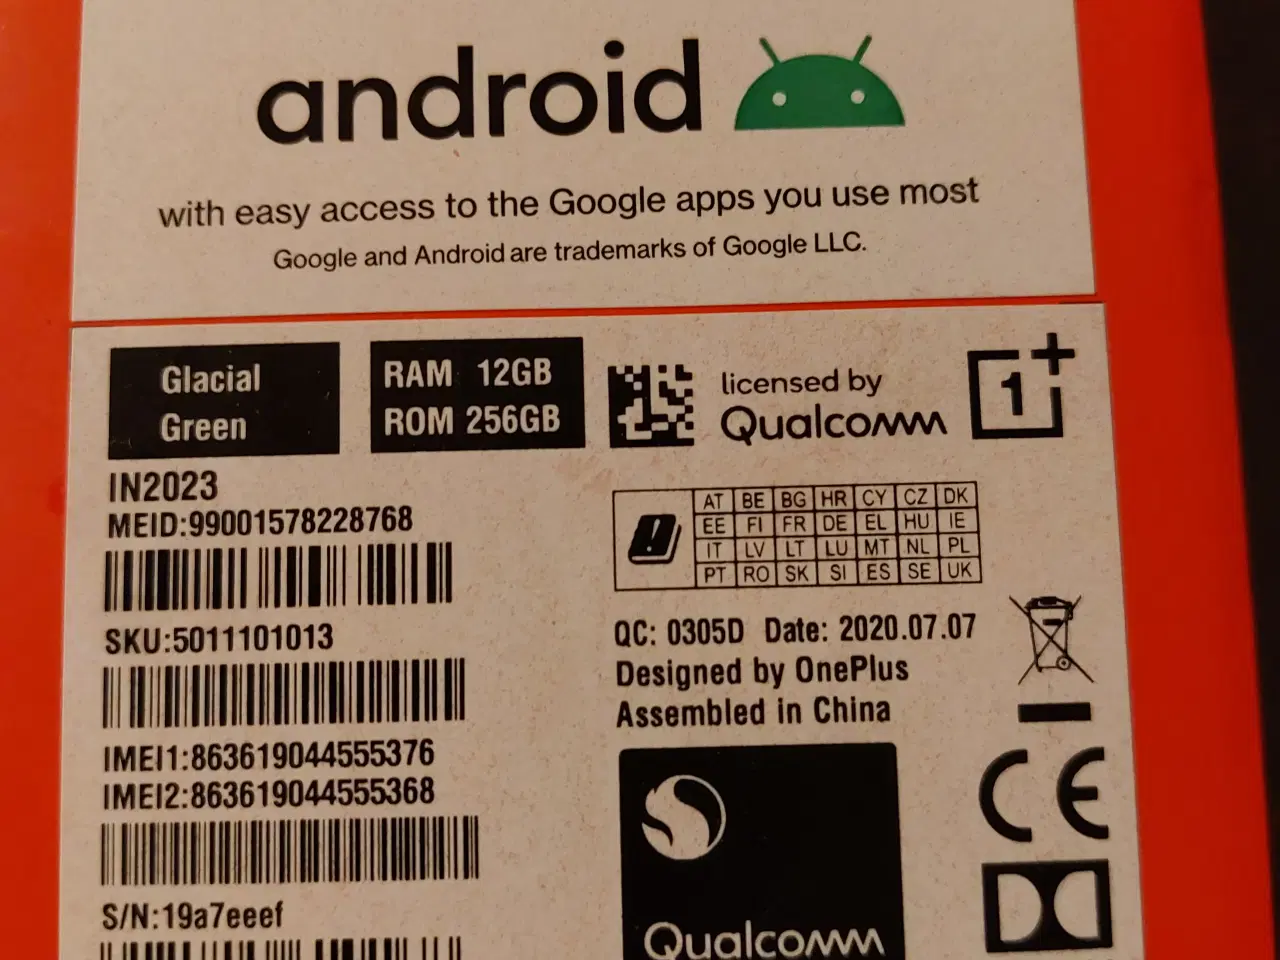 android
with easy access to the Google apps you use most
Google and Android are trademarks of Google LLC.
Glacial
Green
RAM 12GB
ROM 256GB
licensed by
Qualcomm
1+
IN2023
MEID:99001578228768
SKU:5011101013
IMEI1:863619044555376
IMEI2:863619044555368
S/N:19a7eeef
AT BE BG HR CY CZ DK
EE FI FR DE EL HU IE
IT LV LT LU MT NL PL
PT RO SK SI ES SE UK
QC: 0305D Date: 2020.07.07
Designed by OnePlus
Assembled in China
CE
Qualcomm